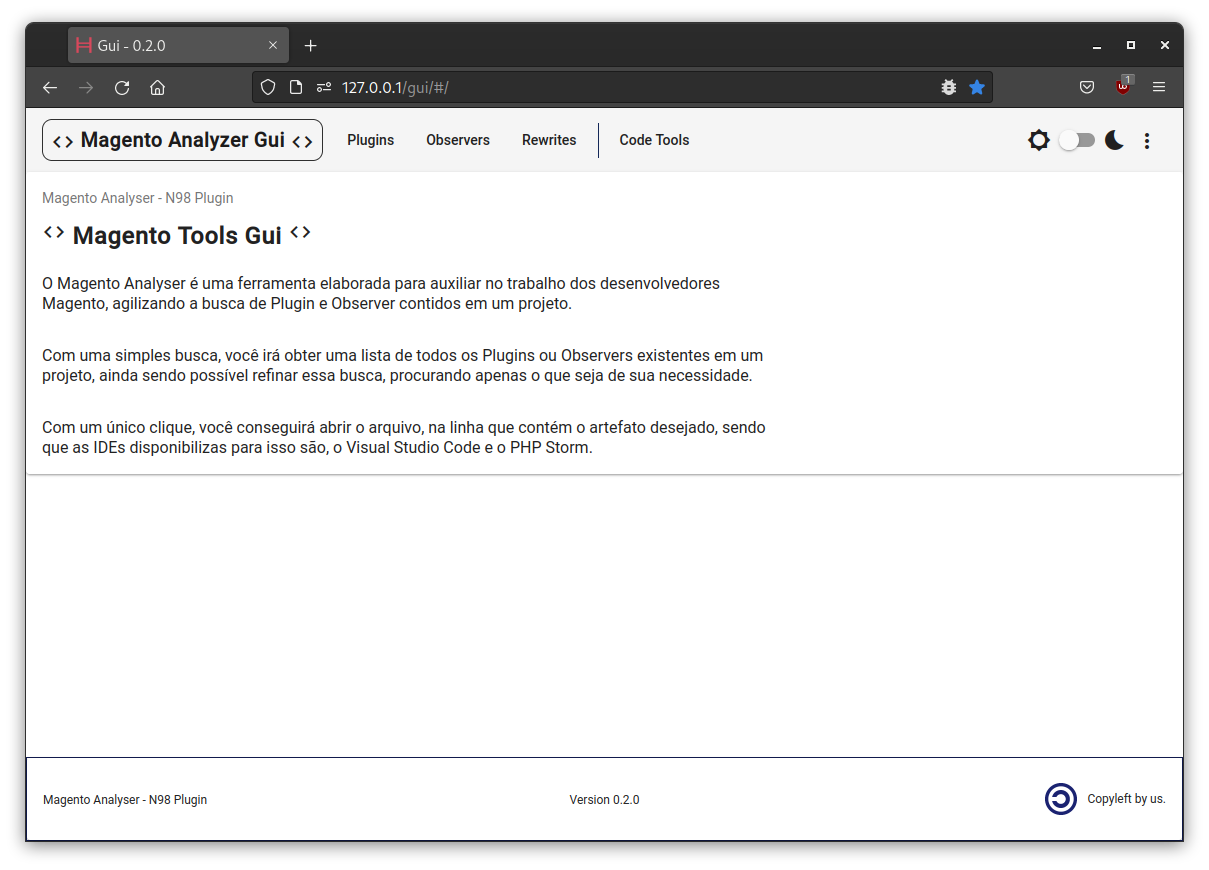 Gui - 0.2.0
127.0.0.1/gui/#/
1
<> Magento Analyzer Gui <>
Plugins
Observers
Rewrites
Code Tools
Magento Analyser - N98 Plugin
<> Magento Tools Gui <>
O Magento Analyser é uma ferramenta elaborada para auxiliar no trabalho dos desenvolvedores
Magento, agilizando a busca de Plugin e Observer contidos em um projeto.
Com uma simples busca, você irá obter uma lista de todos os Plugins ou Observers existentes em um
projeto, ainda sendo possível refinar essa busca, procurando apenas o que seja de sua necessidade.
Com um único clique, você conseguirá abrir o arquivo, na linha que contém o artefato desejado, sendo
que as IDEs disponibilizas para isso são, o Visual Studio Code e o PHP Storm.
Magento Analyser - N98 Plugin
Version 0.2.0
Copyleft by us.